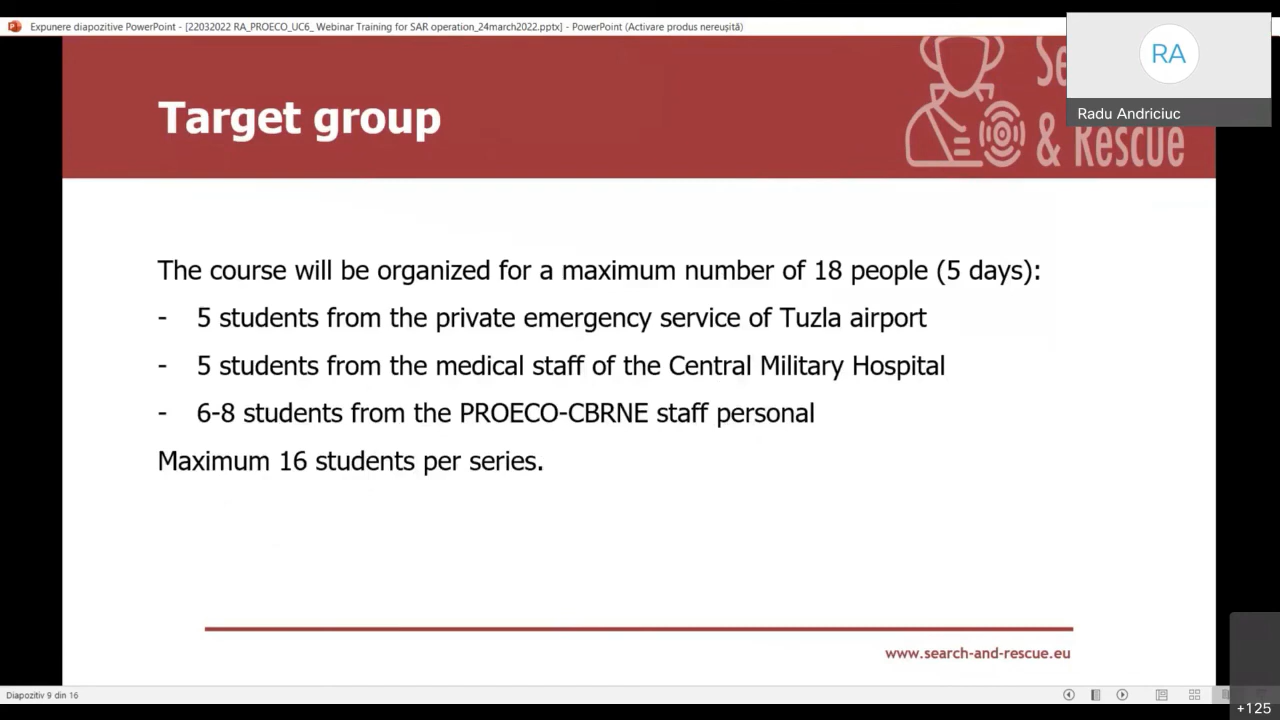 Expunere diapozitive PowerPoint - [22032022 RA_PROECO_UC6_ Webinar Training for SAR operation_24march2022.pptx] - PowerPoint (Activare produs nereușită)
RA
Radu Andriciuc
Target group
& Rescue
The course will be organized for a maximum number of 18 people (5 days):
- 5 students from the private emergency service of Tuzla airport
- 5 students from the medical staff of the Central Military Hospital
- 6-8 students from the PROECO-CBRNE staff personal
Maximum 16 students per series.
www.search-and-rescue.eu
Diapozitiv 9 din 16
+125